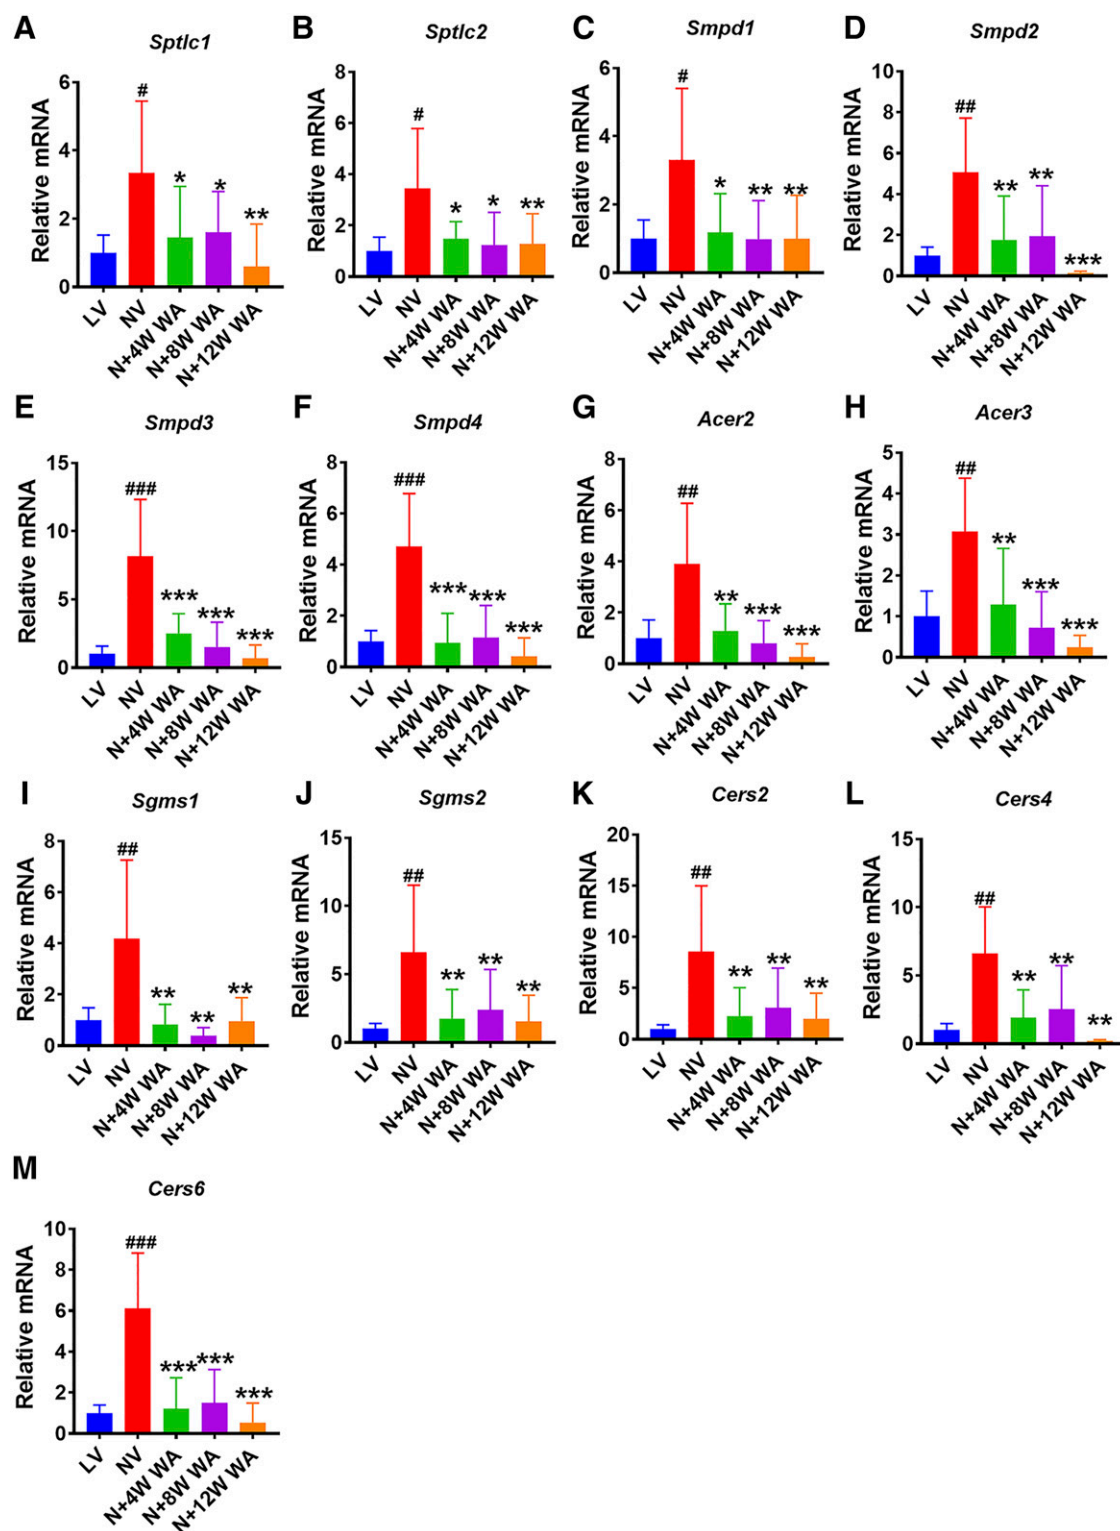 A
Sptlc1
Relative mRNA
6
4
2
0
#
*
*
**
LV
NV
N+4W WA
N+8W WA
N+12W WA
B
Sptlc2
Relative mRNA
8
6
4
2
0
#
*
*
**
LV
NV
N+4W WA
N+8W WA
N+12W WA
C
Smpd1
Relative mRNA
6
4
2
0
#
*
**
**
LV
NV
N+4W WA
N+8W WA
N+12W WA
D
Smpd2
Relative mRNA
10
8
6
4
2
0
##
**
**
***
LV
NV
N+4W WA
N+8W WA
N+12W WA
E
Smpd3
Relative mRNA
15
10
5
0
###
***
***
***
LV
NV
N+4W WA
N+8W WA
N+12W WA
F
Smpd4
Relative mRNA
8
6
4
2
0
###
***
***
***
LV
NV
N+4W WA
N+8W WA
N+12W WA
G
Acer2
Relative mRNA
8
6
4
2
0
##
**
***
***
LV
NV
N+4W WA
N+8W WA
N+12W WA
H
Acer3
Relative mRNA
5
4
3
2
1
0
##
**
***
***
LV
NV
N+4W WA
N+8W WA
N+12W WA
I
Sgms1
Relative mRNA
8
6
4
2
0
##
**
**
**
LV
NV
N+4W WA
N+8W WA
N+12W WA
J
Sgms2
Relative mRNA
15
10
5
0
##
**
**
**
LV
NV
N+4W WA
N+8W WA
N+12W WA
K
Cers2
Relative mRNA
20
15
10
5
0
##
**
**
**
LV
NV
N+4W WA
N+8W WA
N+12W WA
L
Cers4
Relative mRNA
15
10
5
0
##
**
**
**
LV
NV
N+4W WA
N+8W WA
N+12W WA
M
Cers6
Relative mRNA
10
8
6
4
2
0
###
***
***
***
LV
NV
N+4W WA
N+8W WA
N+12W WA